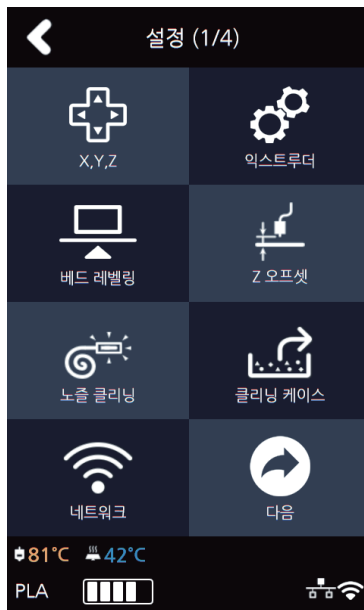 설정 (1/4)
X,Y,Z
익스트루더
베드 레벨링
Z 오프셋
노즐 클리닝
클리닝 케이스
네트워크
다음
81°C 42°C
PLA